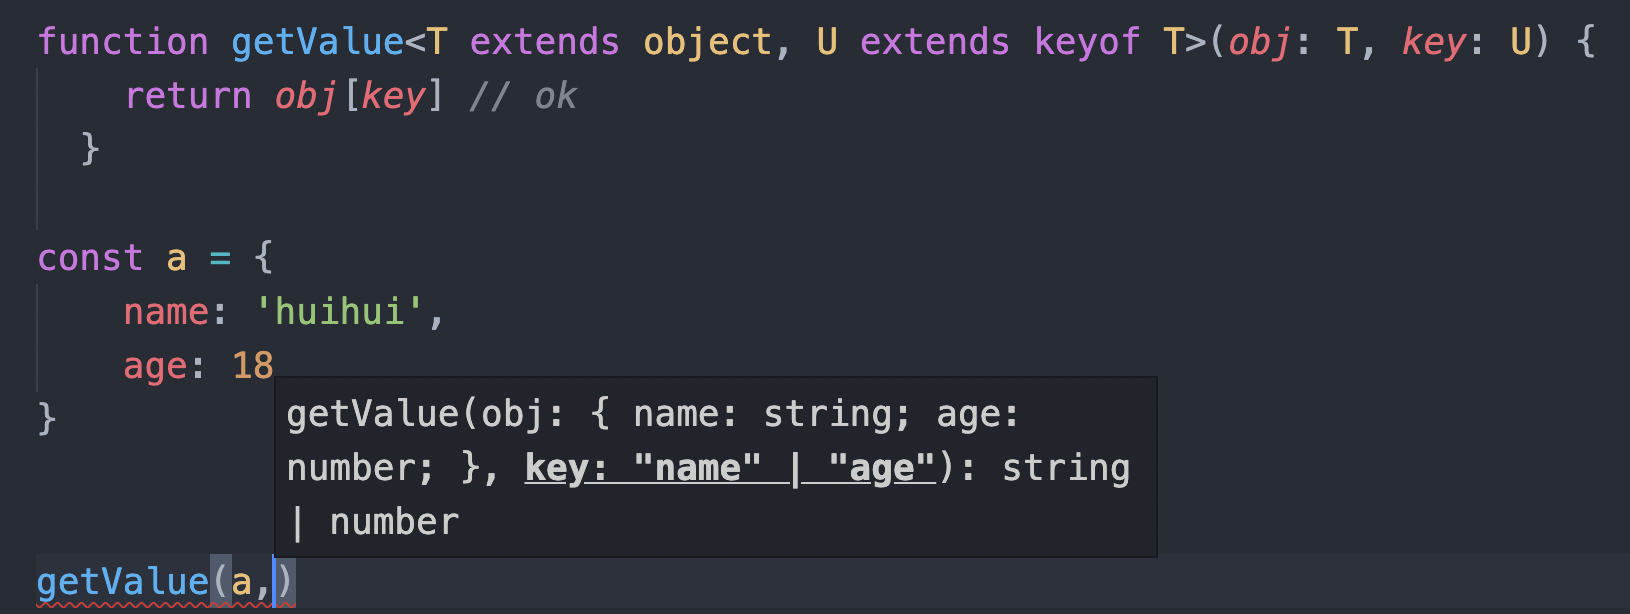 function getValue<T extends object, U extends keyof T>(obj: T, key: U) {
    return obj[key] // ok
  }
const a = {
    name: 'huihui',
    age: 18
}
getValue(obj: { name: string; age:
number; }, key: "name" | "age"): string
| number
getValue(a,)